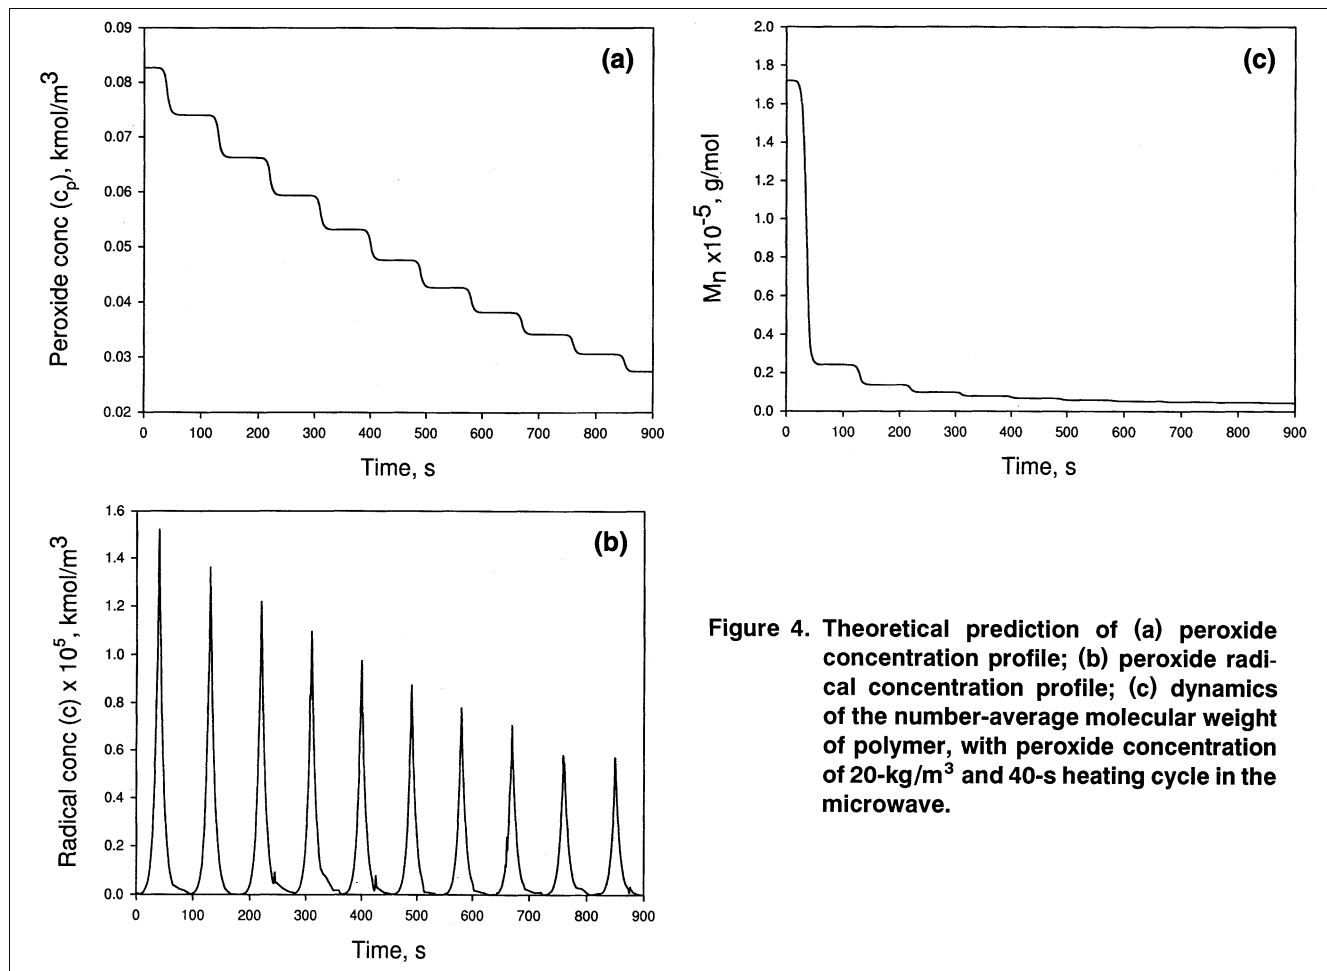 0.09
0.08
0.07
0.06
0.05
0.04
0.03
0.02
Peroxide conc (cp), kmol/m3
(a)
0 100 200 300 400 500 600 700 800 900
Time, s
2.0
1.8
1.6
1.4
1.2
1.0
0.8
0.6
0.4
0.2
0.0
Mn x10-5, g/mol
(c)
0 100 200 300 400 500 600 700 800 900
Time, s
1.6
1.4
1.2
1.0
0.8
0.6
0.4
0.2
0.0
Radical conc (c) x 105, kmol/m3
(b)
0 100 200 300 400 500 600 700 800 900
Time, s
Figure 4. Theoretical prediction of (a) peroxide
concentration profile; (b) peroxide radi-
cal concentration profile; (c) dynamics
of the number-average molecular weight
of polymer, with peroxide concentration
of 20-kg/m3 and 40-s heating cycle in the
microwave.